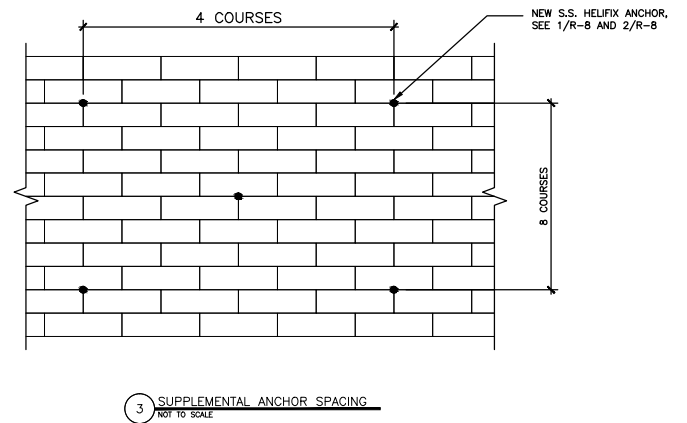 4 COURSES
NEW S.S. HELIFIX ANCHOR,
SEE 1/R-8 AND 2/R-8
8 COURSES
3 SUPPLEMENTAL ANCHOR SPACING
NOT TO SCALE